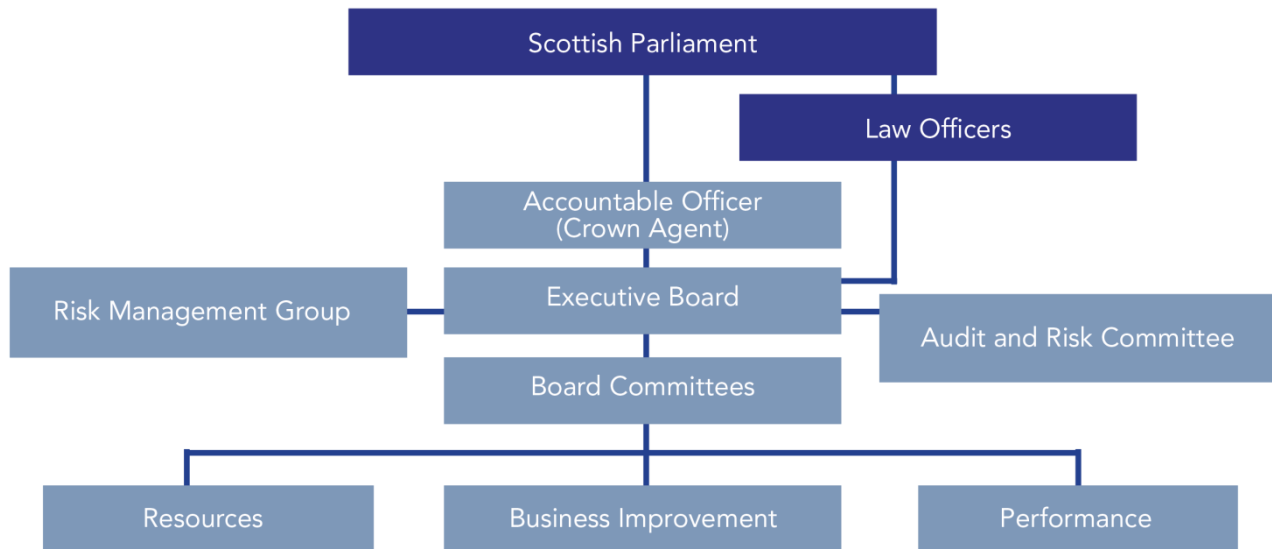 Scottish Parliament
Law Officers
Accountable Officer
(Crown Agent)
Executive Board
Risk Management Group
Audit and Risk Committee
Board Committees
Resources
Business Improvement
Performance